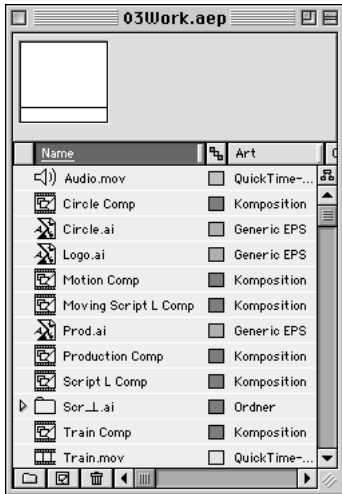 03Work.aep
Name Art
Audio.mov QuickTime-...
Circle Comp Komposition
Circle.ai Generic EPS
Logo.ai Generic EPS
Motion Comp Komposition
Moving Script L Comp Komposition
Prod.ai Generic EPS
Production Comp Komposition
Script L Comp Komposition
Scr_⊥.ai Ordner
Train Comp Komposition
Train.mov QuickTime-...